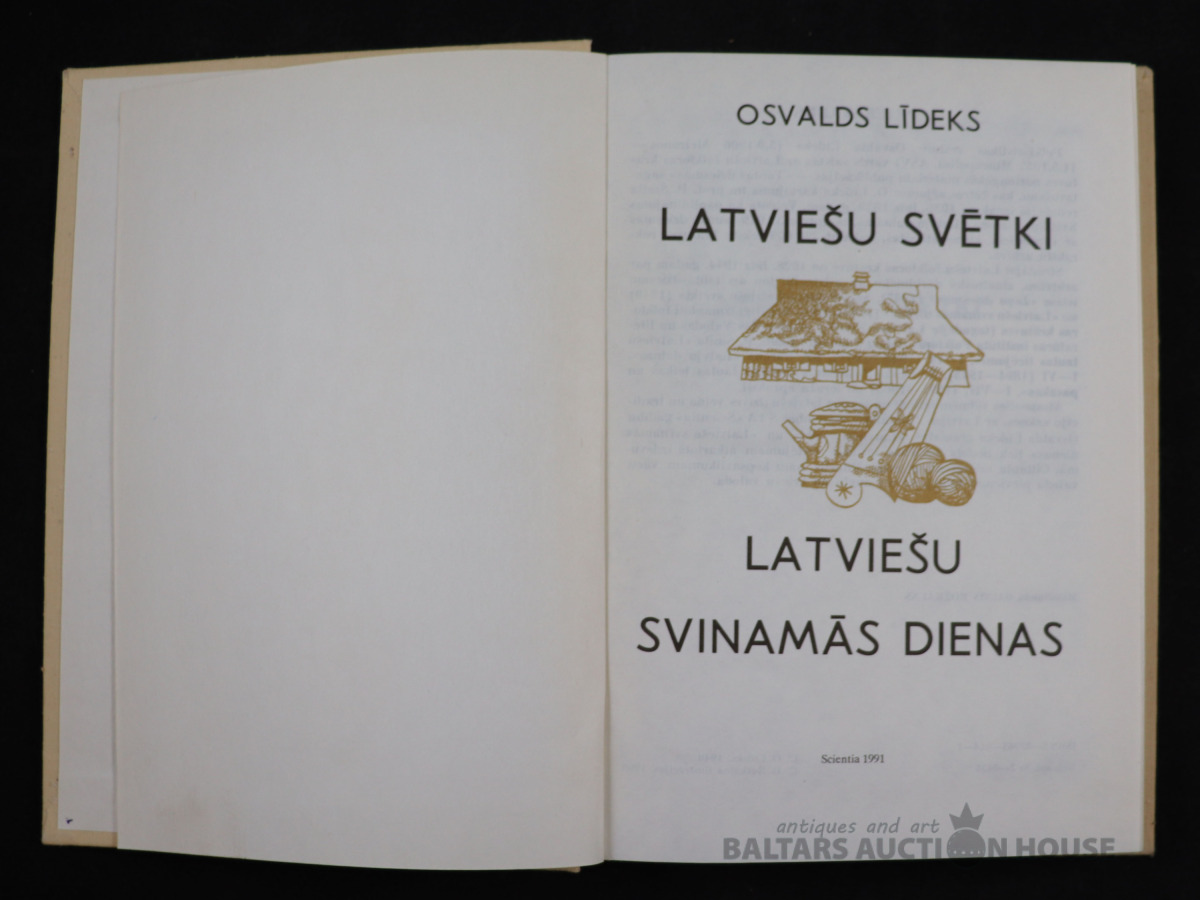 OSVALDS LĪDEKS
LATVIEŠU SVĒTKI
LATVIEŠU
SVINAMĀS DIENAS
Scientia 1991
antiques and art
BALTARS AUCTION HOUSE